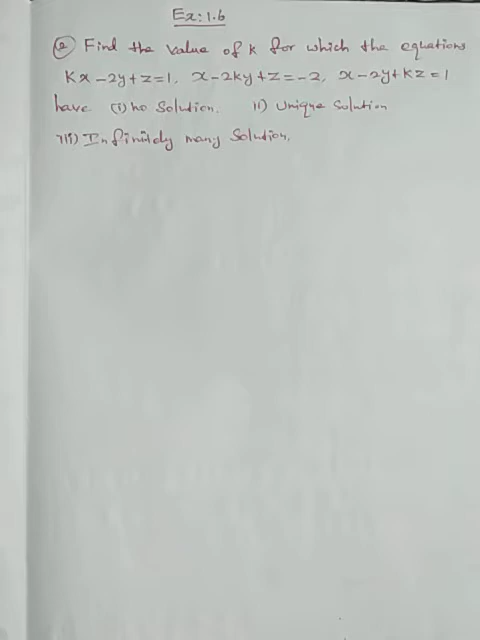 Ex: 1.6
② Find the value of k for which the equations
kx - 2y + z = 1, x - 2ky + z = -2, x - 2y + kz = 1
have (i) no solution. ii) Unique Solution
iii) Infinitely many Solution.